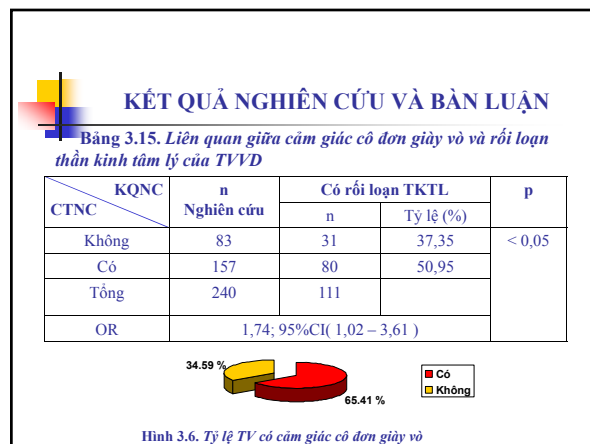 KẾT QUẢ NGHIÊN CỨU VÀ BÀN LUẬN
Bảng 3.15. Liên quan giữa cảm giác cô đơn giày vò và rối loạn
thần kinh tâm lý của TVVD
KQNC
CTNC
n
Nghiên cứu
Có rối loạn TKTL
p
n
Tỷ lệ (%)
Không 83 31 37,35 < 0,05
Có 157 80 50,95
Tổng 240 111
OR 1,74; 95%CI( 1,02 – 3,61 )
34.59 %
65.41 %
Có
Không
Hình 3.6. Tỷ lệ TV có cảm giác cô đơn giày vò